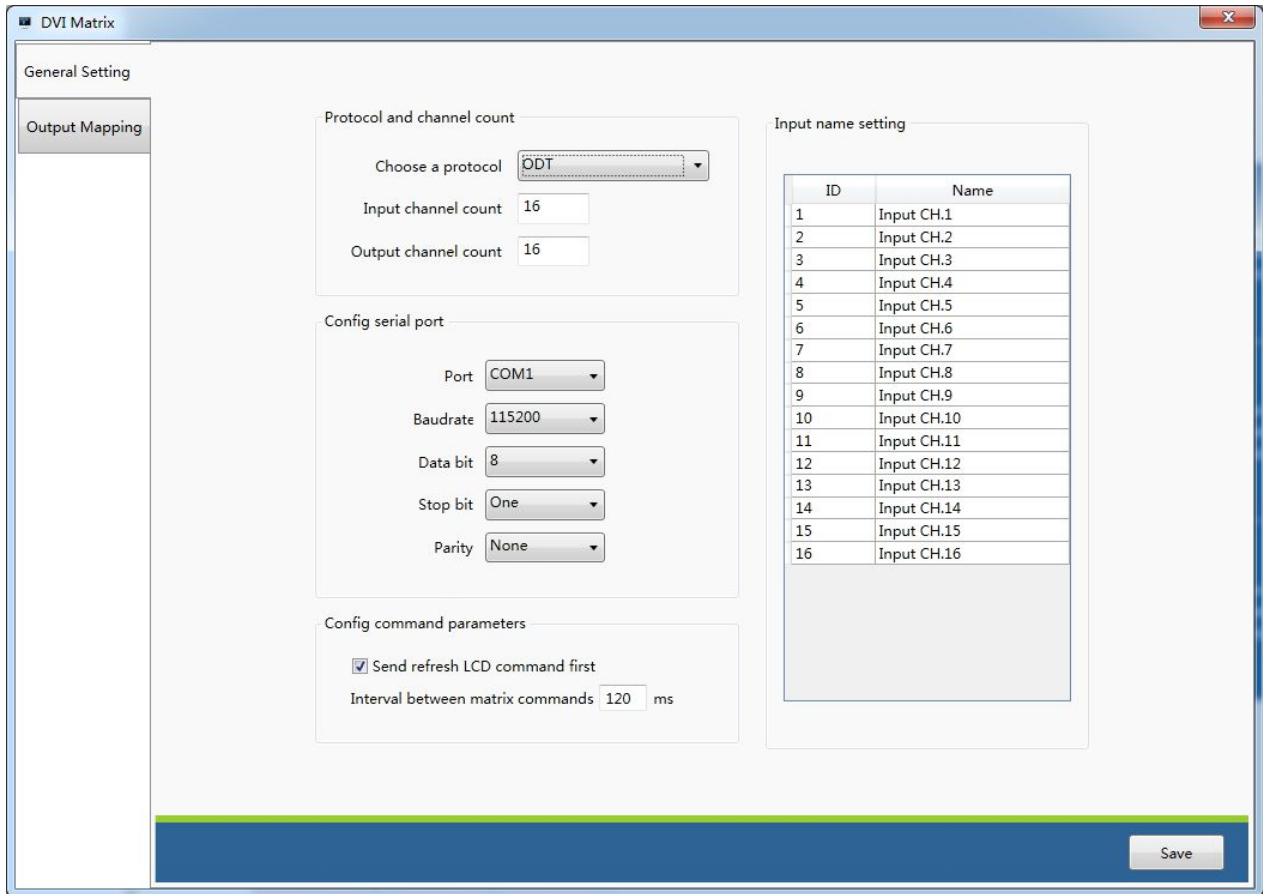 DVI Matrix
General Setting
Output Mapping
Protocol and channel count
Choose a protocol ODT
Input channel count 16
Output channel count 16
Config serial port
Port COM1
Baudrate 115200
Data bit 8
Stop bit One
Parity None
Config command parameters
Send refresh LCD command first
Interval between matrix commands 120 ms
Input name setting
ID Name
1 Input CH.1
2 Input CH.2
3 Input CH.3
4 Input CH.4
5 Input CH.5
6 Input CH.6
7 Input CH.7
8 Input CH.8
9 Input CH.9
10 Input CH.10
11 Input CH.11
12 Input CH.12
13 Input CH.13
14 Input CH.14
15 Input CH.15
16 Input CH.16
Save